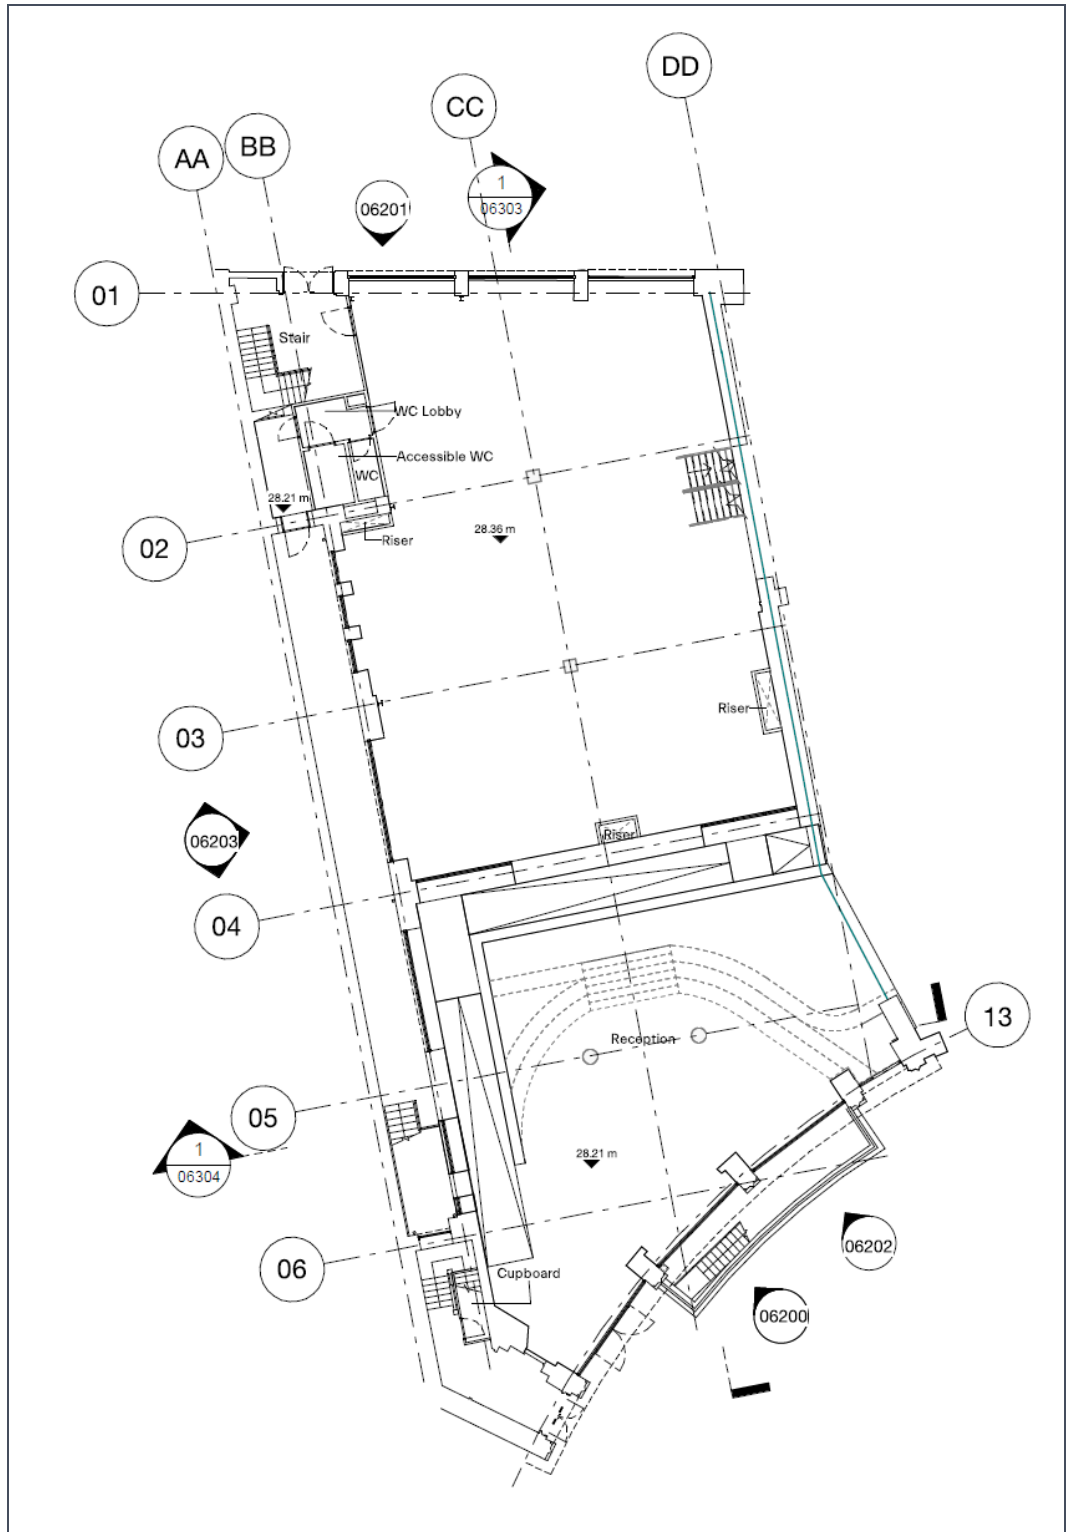 DD
CC
AA
BB
1
06303
06201
01
Stair
WC Lobby
Accessible WC
WC
28.21 m
02
Riser
28.36 m
03
Riser
06203
Riser
04
13
Reception
05
1
06304
28.21 m
06202
06
Cupboard
06200